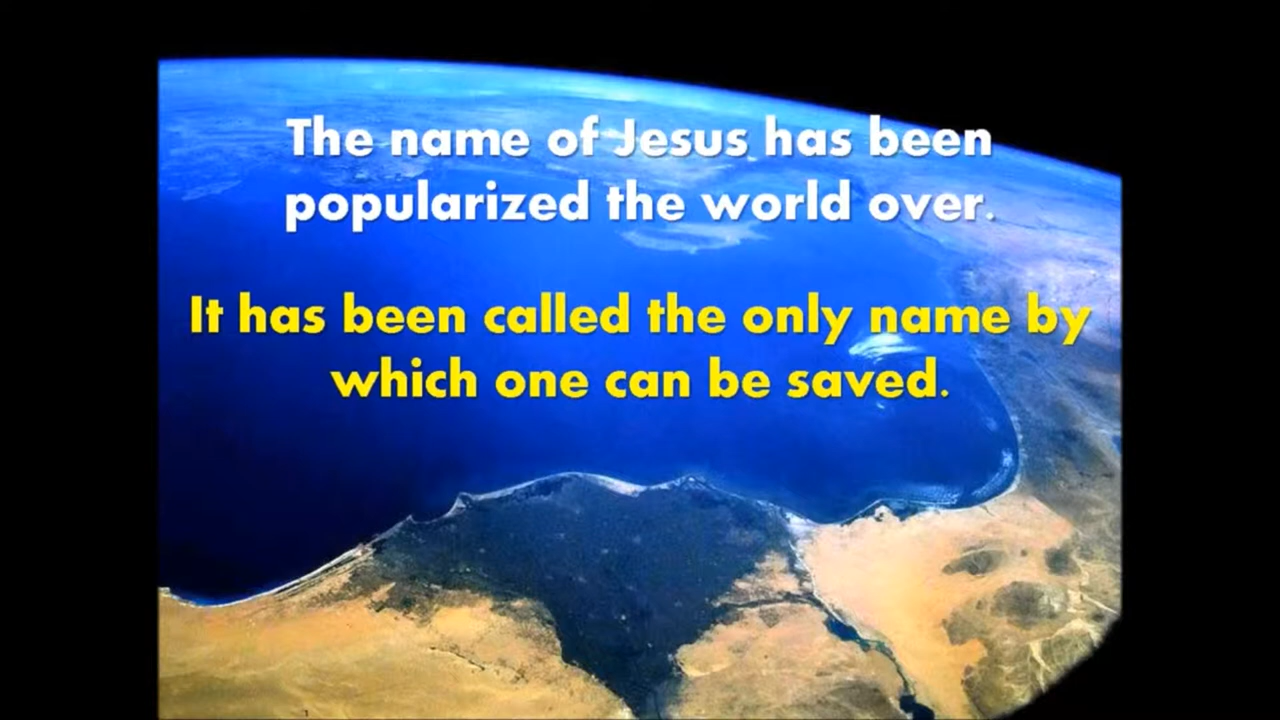 The name of Jesus has been
popularized the world over.
It has been called the only name by
which one can be saved.